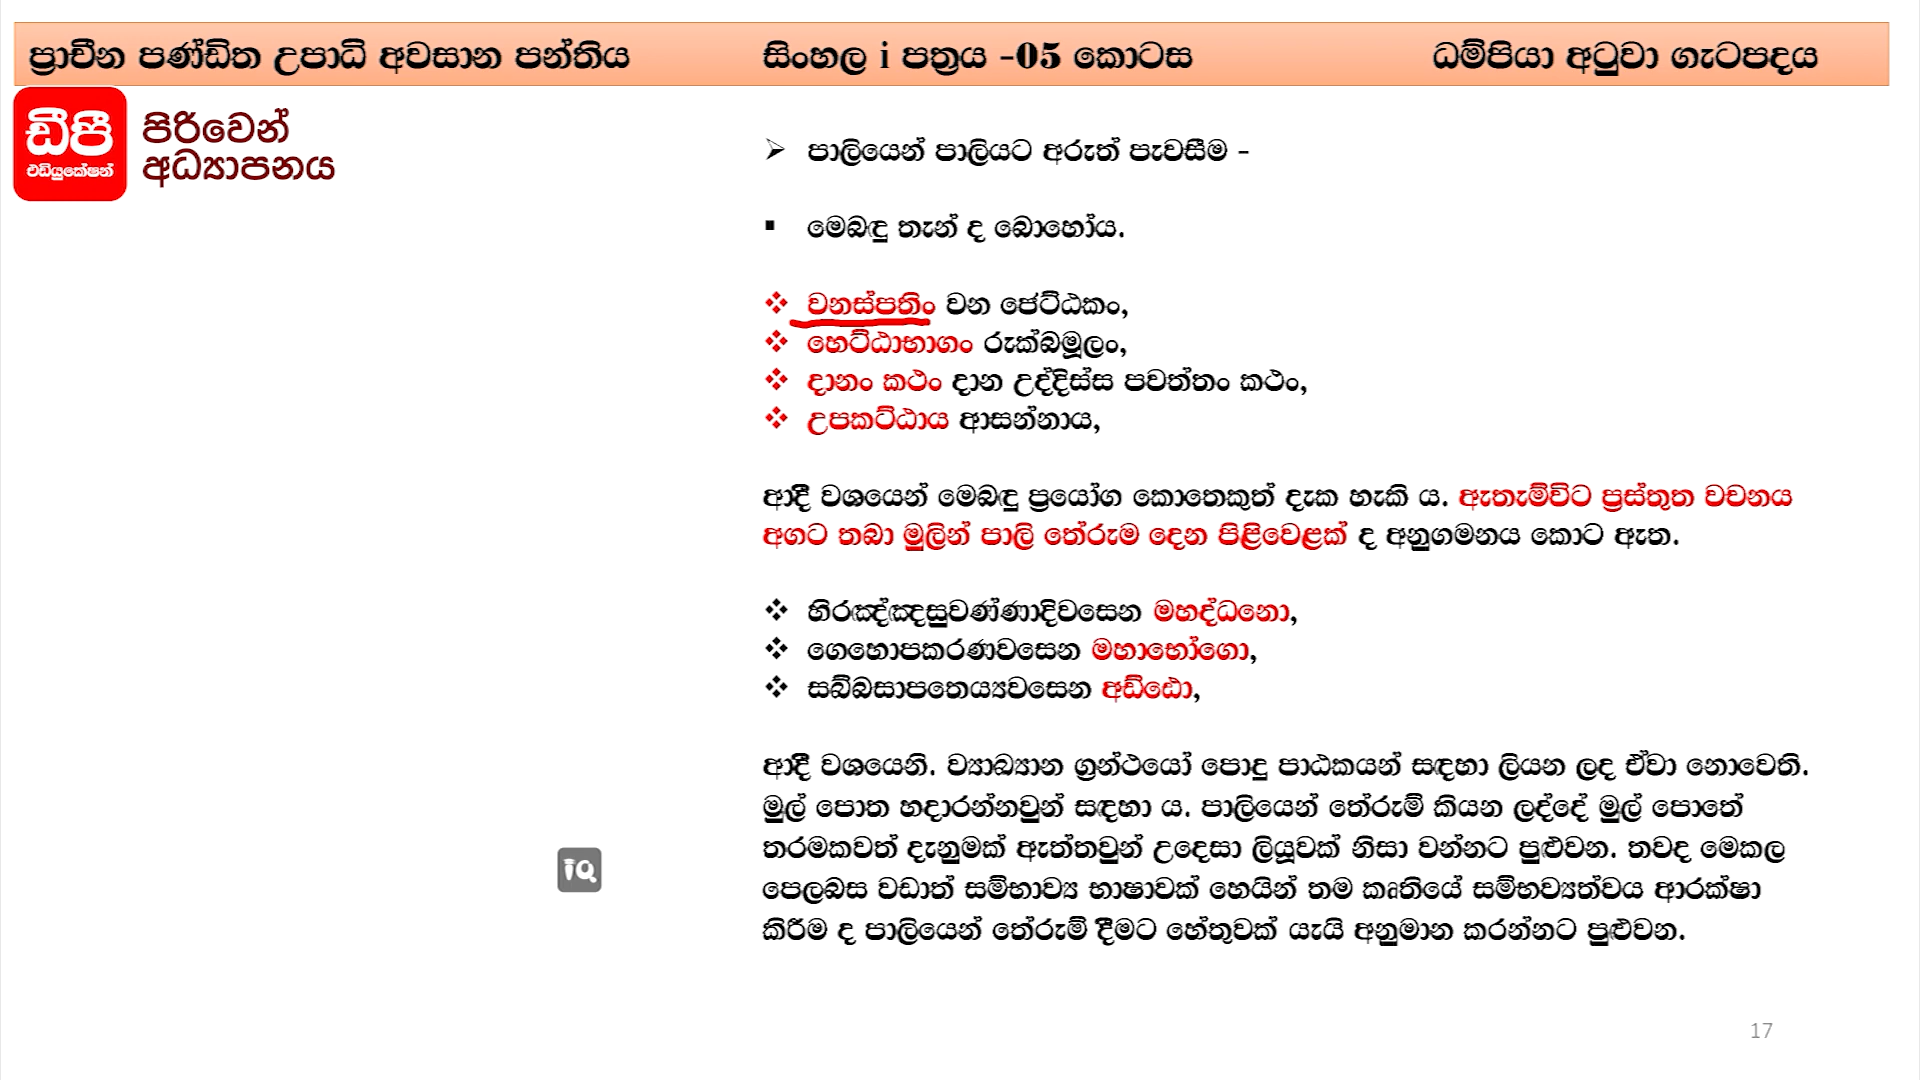 ප්‍රාචීන පණ්ඩිත උපාධි අවසාන පන්තිය සිංහල i පත්‍රය -05 කොටස ධම්පියා අටුවා ගැටපදය
ඩීපී
එඩියුකේෂන්
පිරිවෙන්
අධ්‍යාපනය
➢ පාලියෙන් පාලියට අරුත් පැවසීම -
▪ මෙබඳු තැන් ද බොහෝය.
❖ වනස්පතිං වන ජෙට්ඨකං,
❖ හෙට්ඨාභාගං රුක්ඛමූලං,
❖ දානං කථං දාන උද්දිස්ස පවත්තං කථං,
❖ උපකට්ඨාය ආසන්නාය,
ආදී වශයෙන් මෙබඳු ප්‍රයෝග කොතෙකුත් දැක හැකි ය. ඇතැම්විට ප්‍රස්තුත වචනය
අගට තබා මුලින් පාලි තේරුම දෙන පිළිවෙළක් ද අනුගමනය කොට ඇත.
❖ හිරඤ්ඤසුවණ්ණාදිවසෙන මහද්ධනො,
❖ ගෙහොපකරණවසෙන මහාභෝගො,
❖ සබ්බසාපතෙය්‍යවසෙන අඩ්ඪො,
ආදී වශයෙනි. ව්‍යාඛ්‍යාන ග්‍රන්ථයෝ පොදු පාඨකයන් සඳහා ලියන ලද ඒවා නොවෙති.
මුල් පොත හදාරන්නවුන් සඳහා ය. පාලියෙන් තේරුම් කියන ලද්දේ මුල් පොතේ
තරමකවත් දැනුමක් ඇත්තවුන් උදෙසා ලියූවක් නිසා වන්නට පුළුවන. තවද මෙකල
පෙලබස වඩාත් සම්භාව්‍ය භාෂාවක් හෙයින් තම කෘතියේ සම්භව්‍යත්වය ආරක්ෂා
කිරීම ද පාලියෙන් තේරුම් දීමට හේතුවක් යැයි අනුමාන කරන්නට පුළුවන.
iQ
17